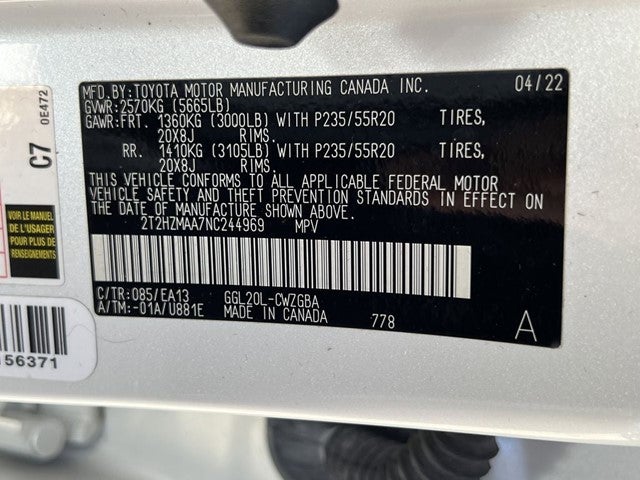 MFD.BY:TOYOTA MOTOR MANUFACTURING CANADA INC. 04/22
GVWR:2570KG (5665LB)
GAWR:FRT. 1360KG (3000LB) WITH P235/55R20 TIRES,
20X8J RIMS.
RR. 1410KG (3105LB) WITH P235/55R20 TIRES,
20X8J RIMS.
THIS VEHICLE CONFORMS TO ALL APPLICABLE FEDERAL MOTOR
VEHICLE SAFETY AND THEFT PREVENTION STANDARDS IN EFFECT ON
THE DATE OF MANUFACTURE SHOWN ABOVE.
2T2HZMAA7NC244969 MPV
C/TR:085/EA13 GGL20L-CWZGBA
A/TM:-01A/U881E MADE IN CANADA 778 A
C7 0E472
VOIR LE MANUEL
DE L'USAGER
POUR PLUS DE
RENSEIGNEMENTS
56371